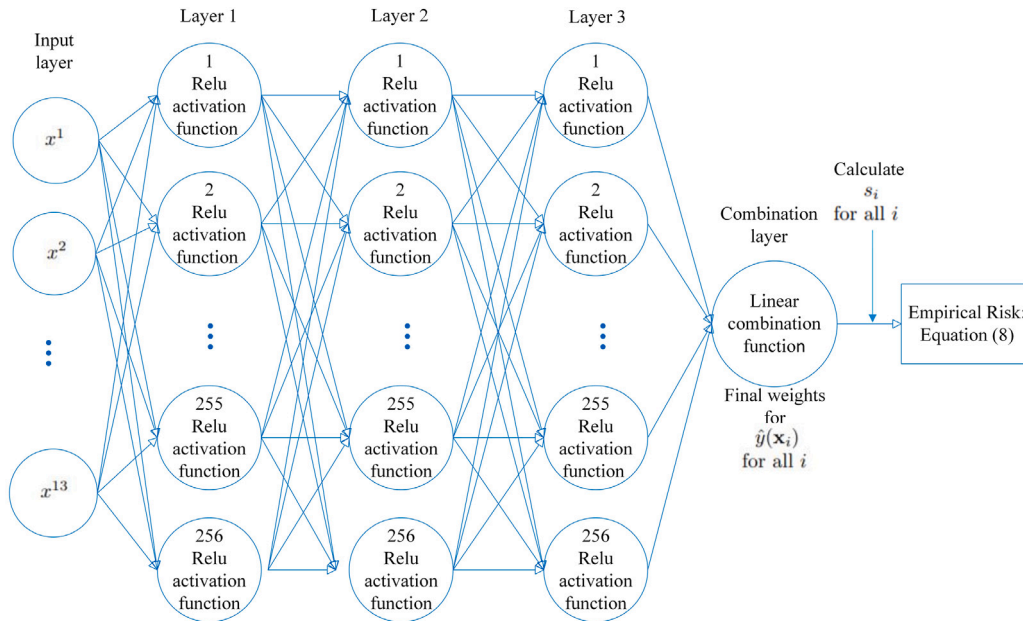 Input
layer
x¹
x²
x¹³
Layer 1
1
Relu
activation
function
2
Relu
activation
function
255
Relu
activation
function
256
Relu
activation
function
Layer 2
1
Relu
activation
function
2
Relu
activation
function
255
Relu
activation
function
256
Relu
activation
function
Layer 3
1
Relu
activation
function
2
Relu
activation
function
255
Relu
activation
function
256
Relu
activation
function
Combination
layer
Linear
combination
function
Final weights
for
ŷ(𝐱ᵢ)
for all i
Calculate
sᵢ
for all i
Empirical Risk:
Equation (8)